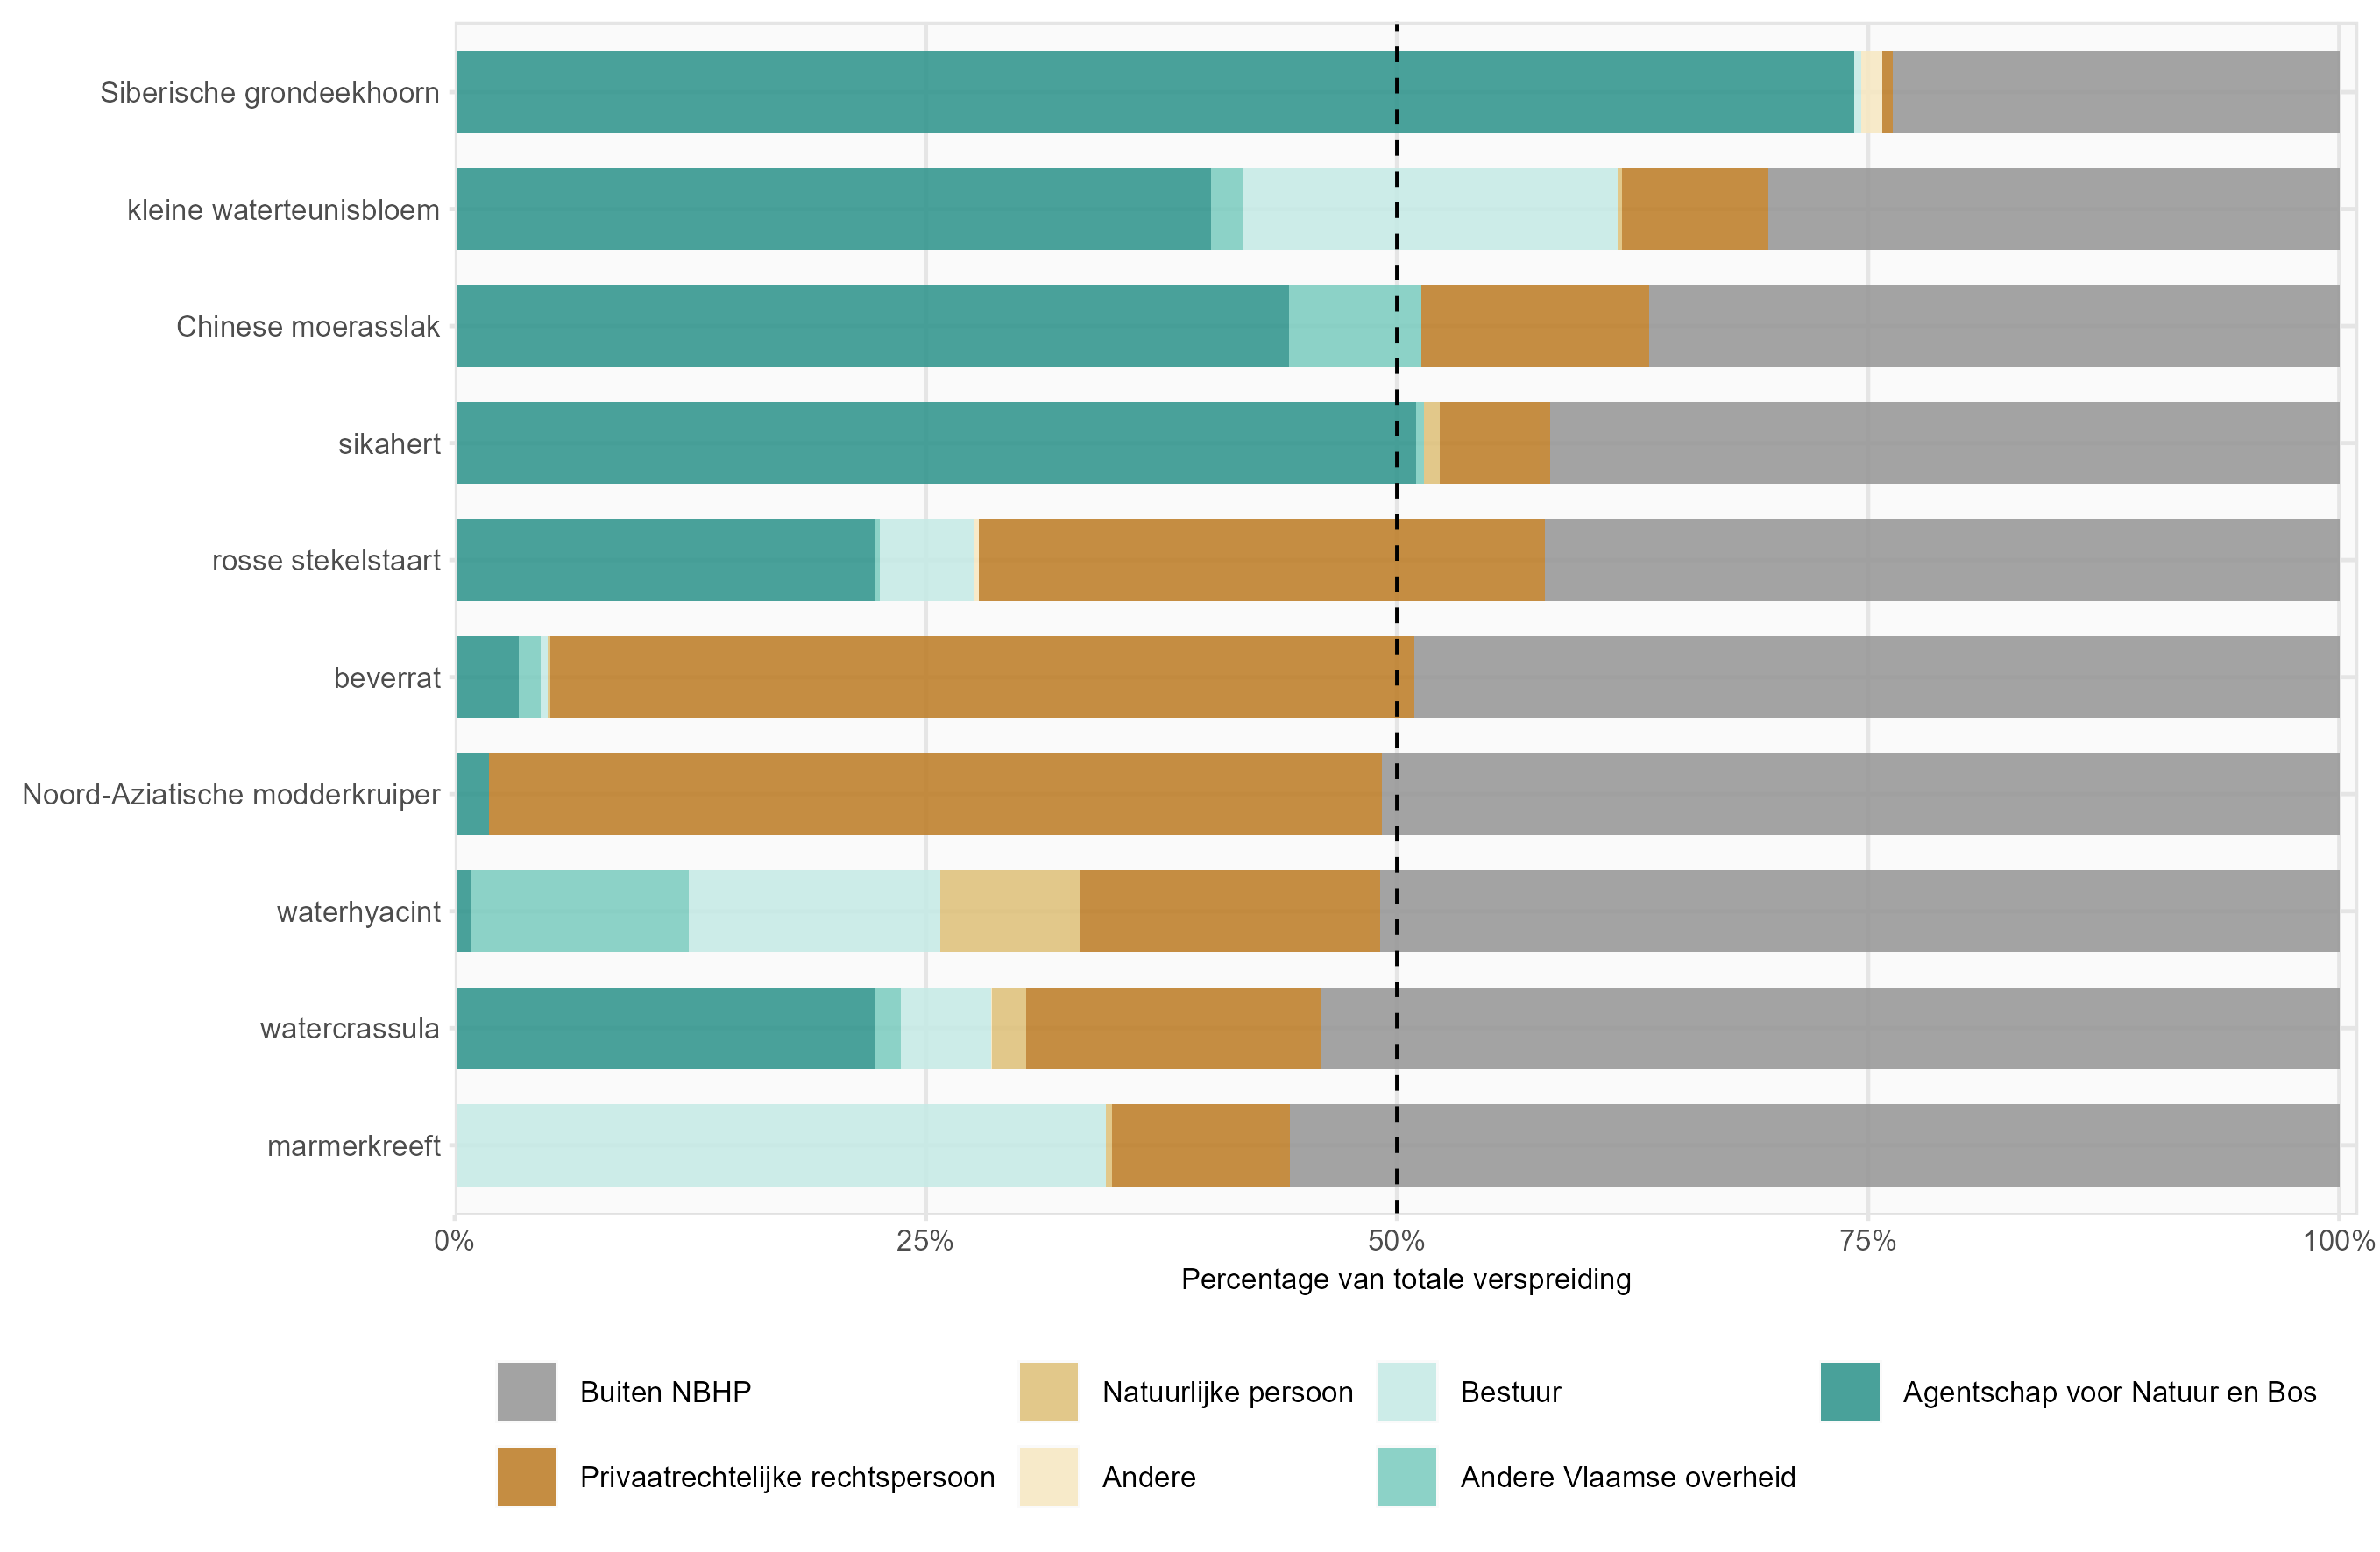 Siberische grondeekhoorn
kleine waterteunisbloem
Chinese moerasslak
sikahert
rosse stekelstaart
beverrat
Noord-Aziatische modderkruiper
waterhyacint
watercrassula
marmerkreeft
0% 25% 50% 75% 100%
Percentage van totale verspreiding
Buiten NBHP Natuurlijke persoon Bestuur Agentschap voor Natuur en Bos
Privaatrechtelijke rechtspersoon Andere Andere Vlaamse overheid